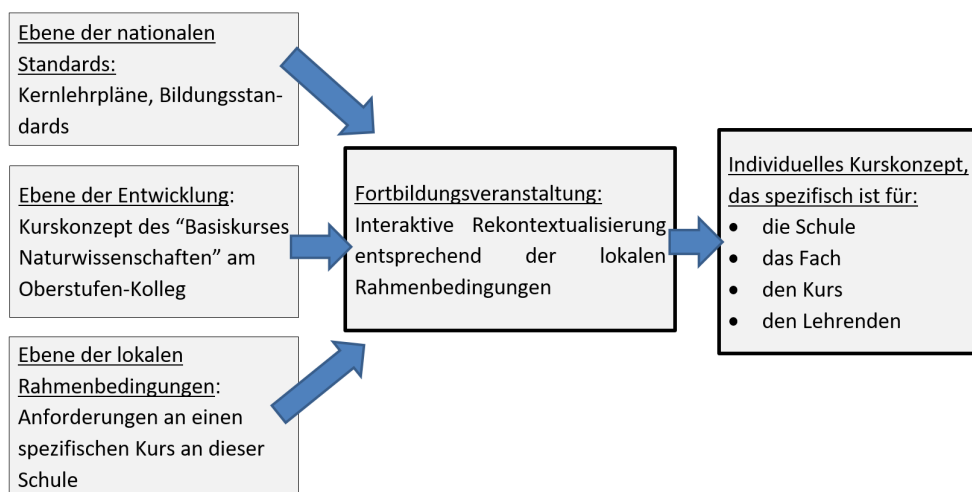 Ebene der nationalen
Standards:
Kernlehrpläne, Bildungsstan-
dards
Ebene der Entwicklung:
Kurskonzept des “Basiskurses
Naturwissenschaften” am
Oberstufen-Kolleg
Ebene der lokalen
Rahmenbedingungen:
Anforderungen an einen
spezifischen Kurs an dieser
Schule
Fortbildungsveranstaltung:
Interaktive Rekontextualisierung
entsprechend der lokalen
Rahmenbedingungen
Individuelles Kurskonzept,
das spezifisch ist für:
• die Schule
• das Fach
• den Kurs
• den Lehrenden